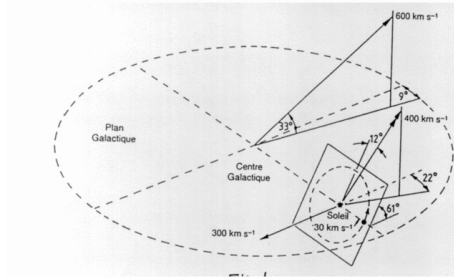 600 km s⁻¹
9°
33°
400 km s⁻¹
Plan
Galactique
12°
Centre
Galactique
22°
Soleil
61°
30 km s⁻¹
300 km s⁻¹